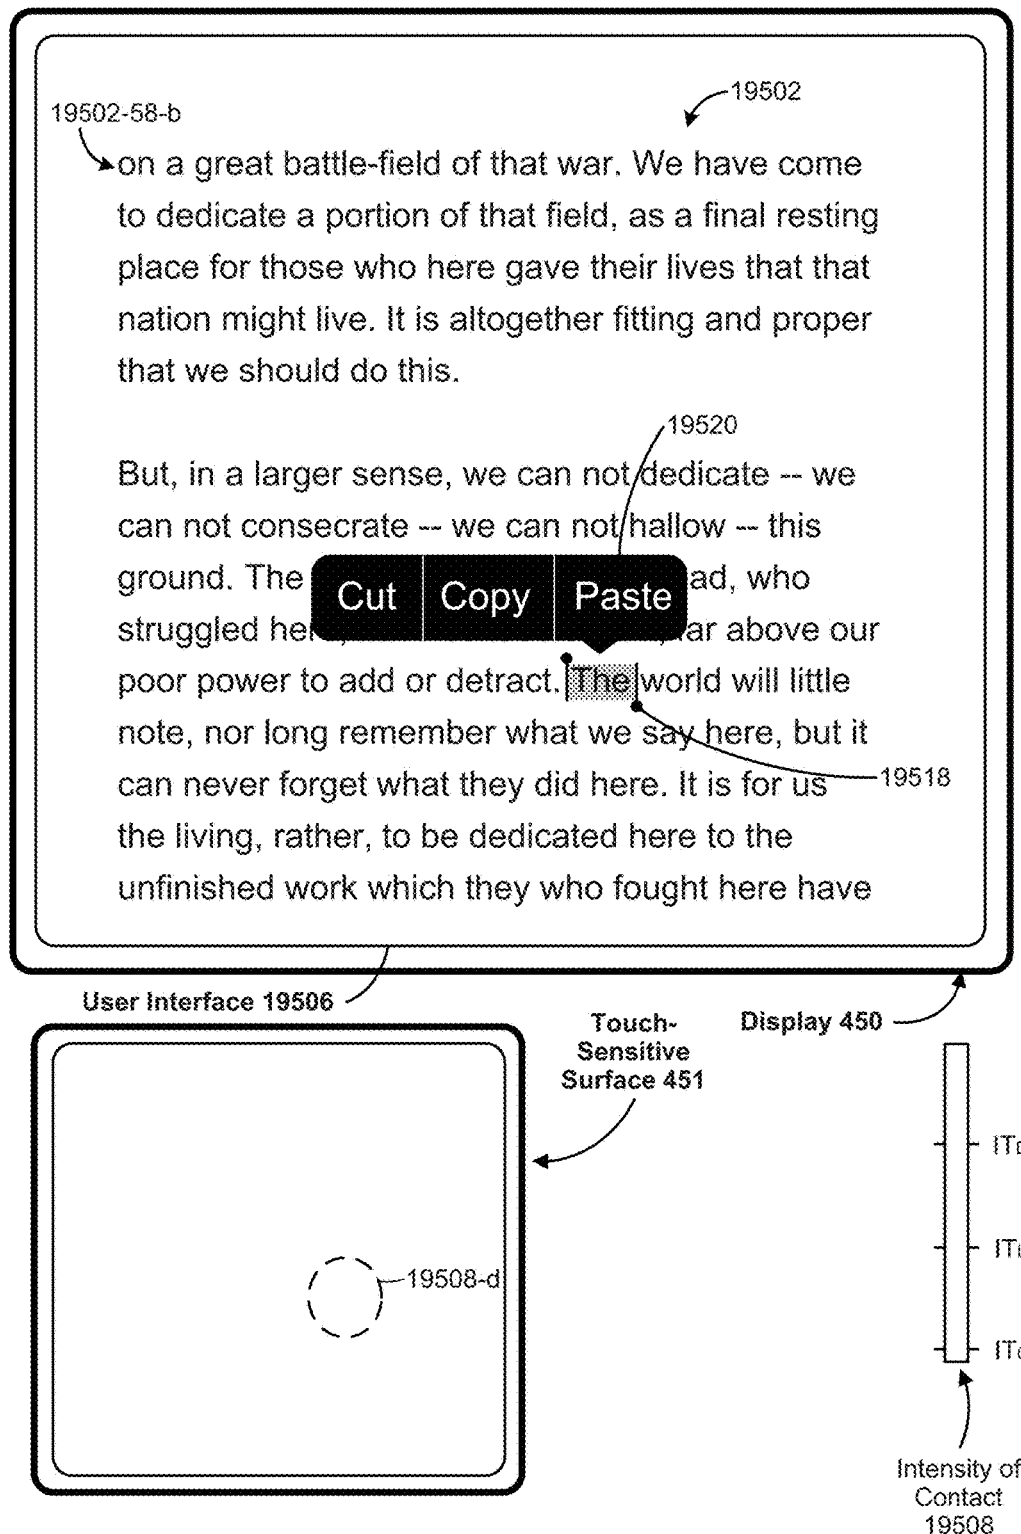 19502
19502-58-b
on a great battle-field of that war. We have come
to dedicate a portion of that field, as a final resting
place for those who here gave their lives that that
nation might live. It is altogether fitting and proper
that we should do this.
19520
But, in a larger sense, we can not dedicate -- we
can not consecrate -- we can not hallow -- this
ground. The ad, who
Cut Copy Paste
struggled her far above our
poor power to add or detract. The world will little
note, nor long remember what we say here, but it
19518
can never forget what they did here. It is for us
the living, rather, to be dedicated here to the
unfinished work which they who fought here have
User Interface 19506
Touch-
Sensitive
Surface 451
Display 450
IT
IT
19508-d
IT
Intensity of
Contact
19508